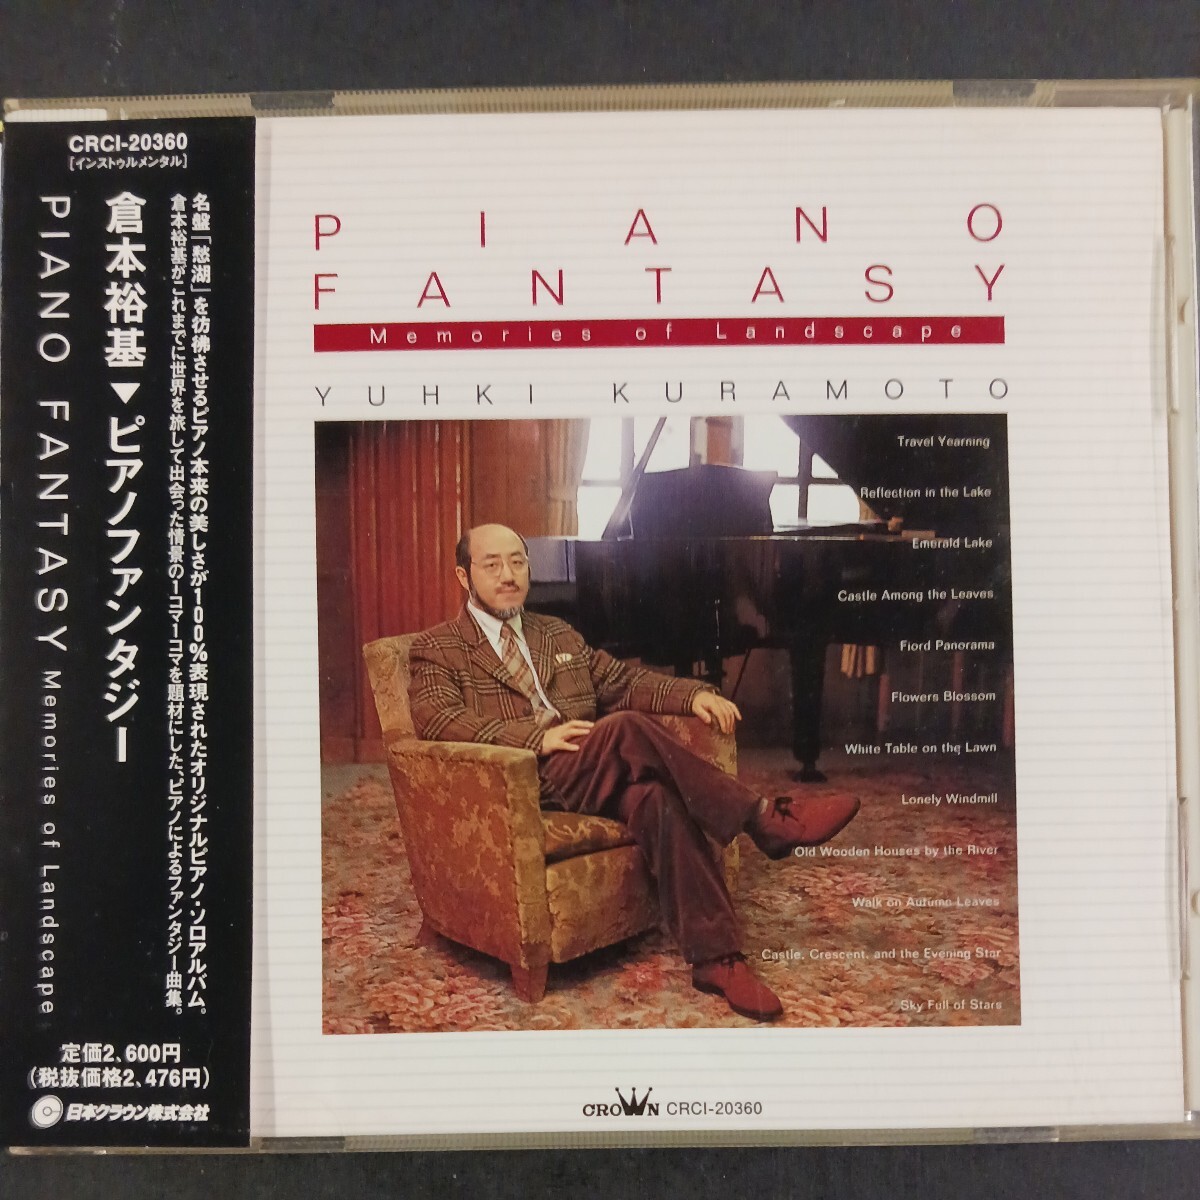 CRCI-20360
[インストゥルメンタル]
名盤「愁湖」を彷彿させるピアノ本来の美しさが100%表現されたオリジナルピアノ・ソロアルバム。
倉本裕基がこれまでに世界を旅して出会った情景の1コマ1コマを題材にした、ピアノによるファンタジー曲集。
倉本裕基▼ピアノファンタジー
PIANO FANTASY Memories of Landscape
定価2,600円
(税抜価格2,476円)
日本クラウン株式会社
PIANO
FANTASY
Memories of Landscape
YUHKI KURAMOTO
Travel Yearning
Reflection in the Lake
Emerald Lake
Castle Among the Leaves
Fiord Panorama
Flowers Blossom
White Table on the Lawn
Lonely Windmill
Old Wooden Houses by the River
Walk on Autumn Leaves
Castle, Crescent, and the Evening Star
Sky Full of Stars
CROWN CRCI-20360